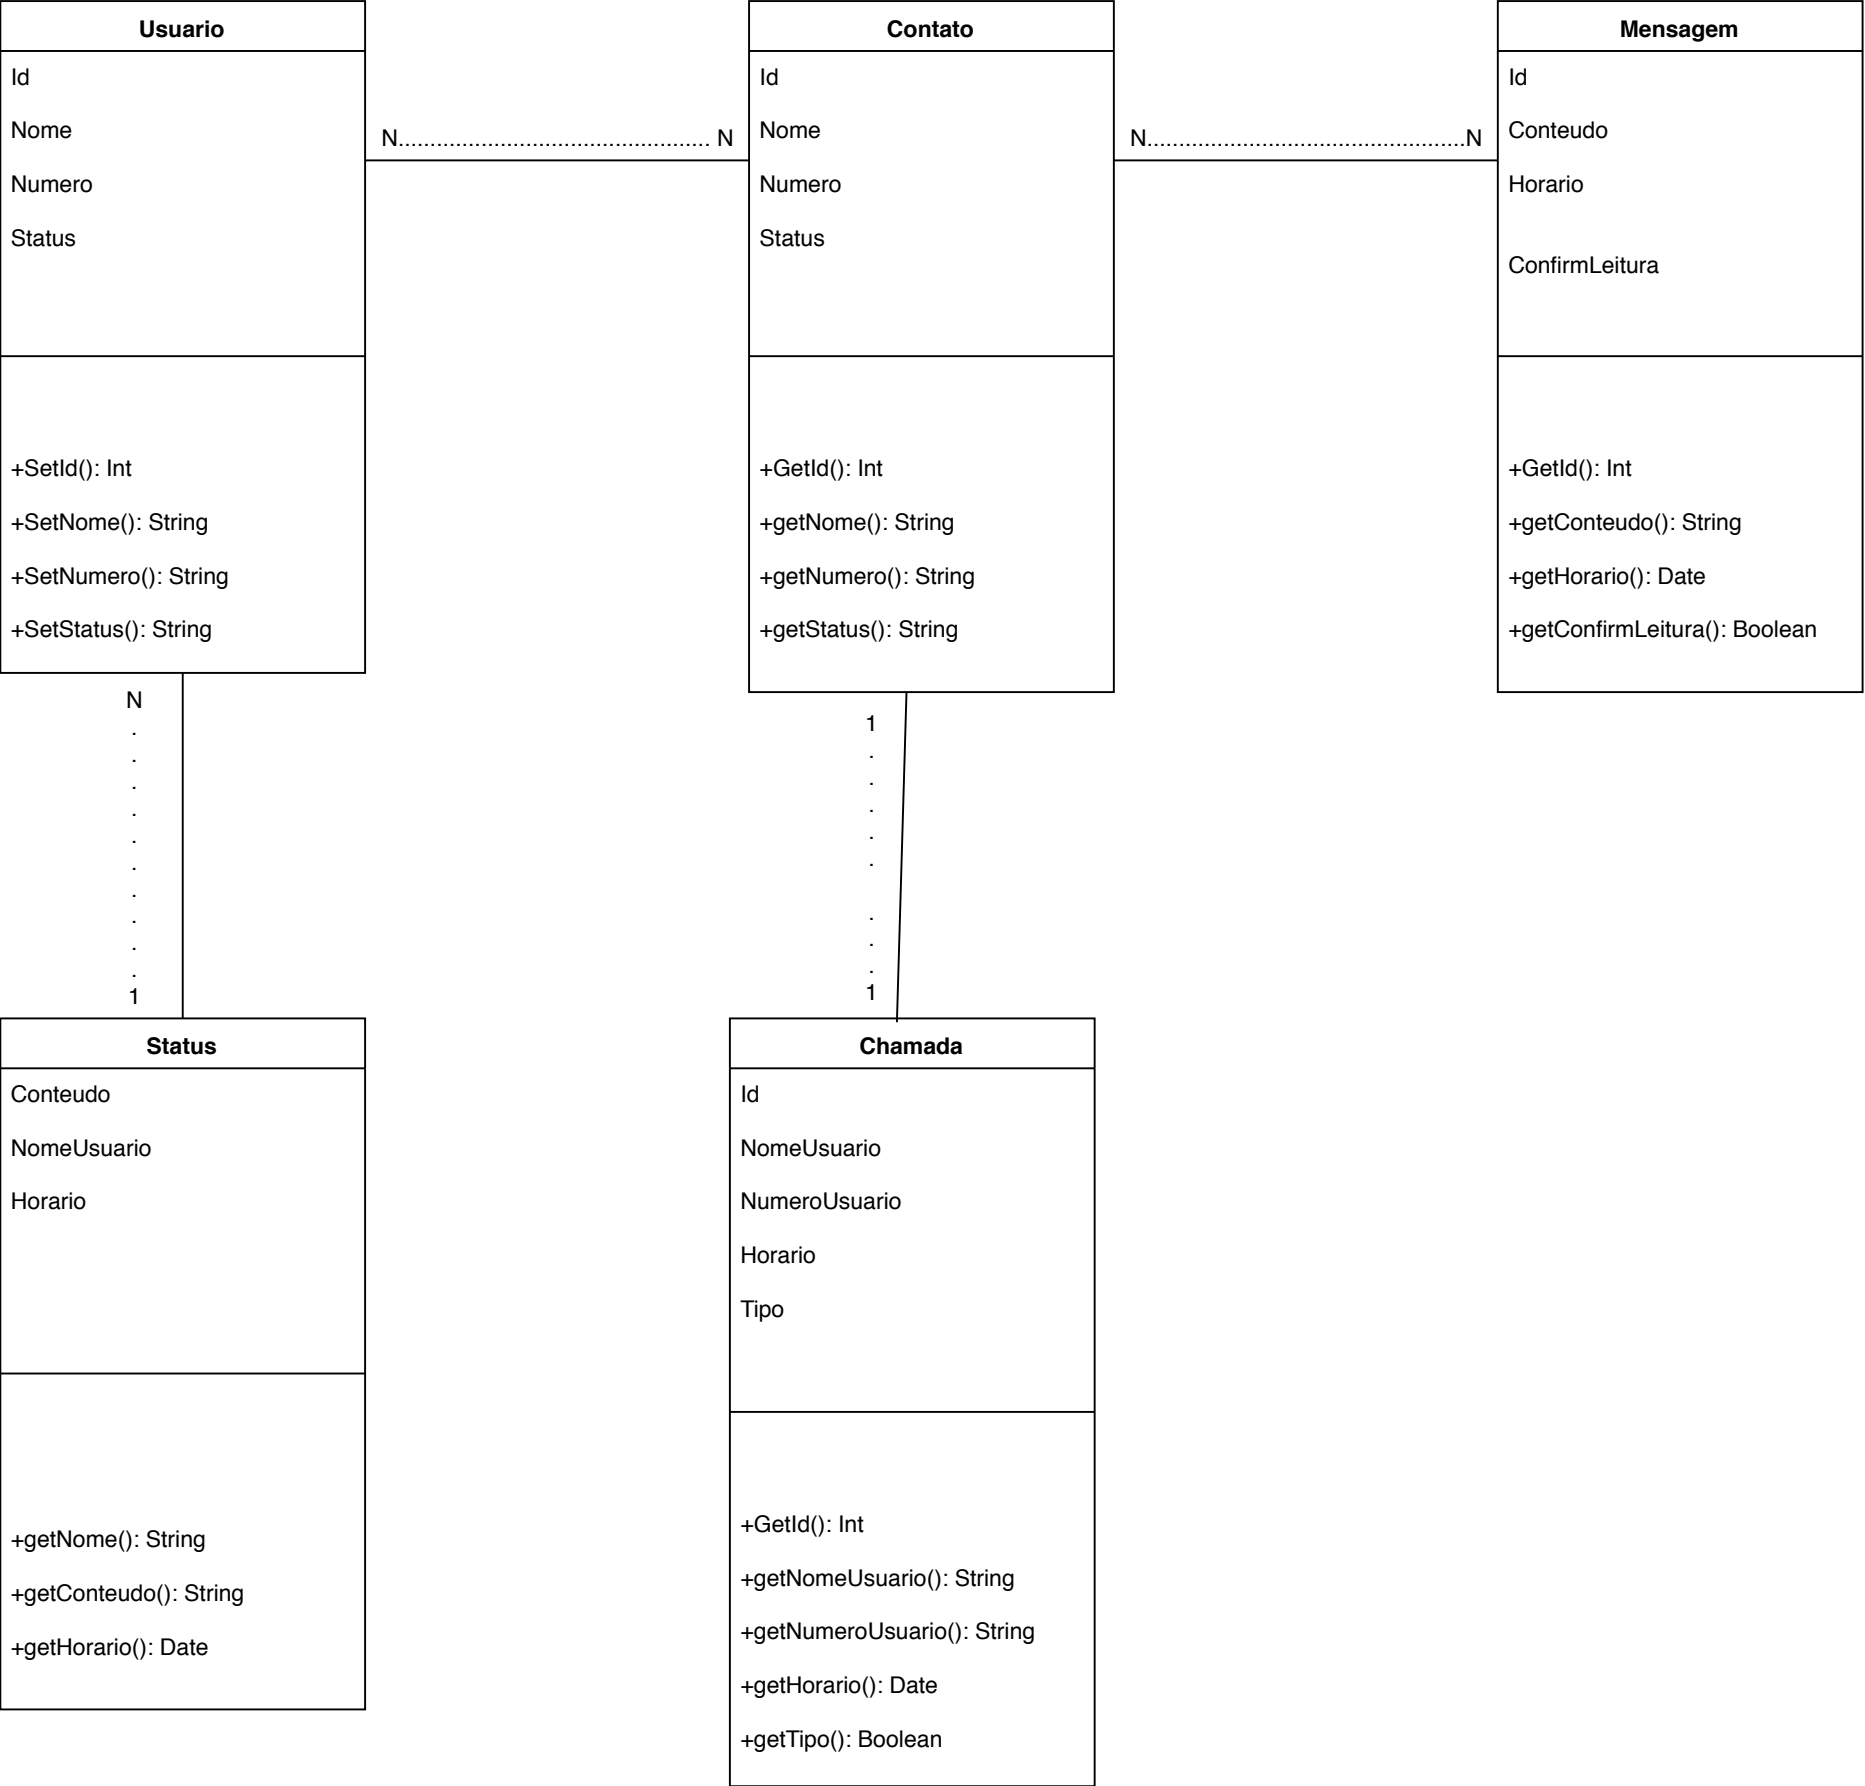 Usuario
Id
Nome
Numero
Status
+SetId(): Int
+SetNome(): String
+SetNumero(): String
+SetStatus(): String
N.................................................. N
Contato
Id
Nome
Numero
Status
+GetId(): Int
+getNome(): String
+getNumero(): String
+getStatus(): String
N...................................................N
Mensagem
Id
Conteudo
Horario
ConfirmLeitura
+GetId(): Int
+getConteudo(): String
+getHorario(): Date
+getConfirmLeitura(): Boolean
N
.
.
.
.
.
.
.
.
.
.
1
1
.
.
.
.
.
.
.
.
1
Status
Conteudo
NomeUsuario
Horario
+getNome(): String
+getConteudo(): String
+getHorario(): Date
Chamada
Id
NomeUsuario
NumeroUsuario
Horario
Tipo
+GetId(): Int
+getNomeUsuario(): String
+getNumeroUsuario(): String
+getHorario(): Date
+getTipo(): Boolean